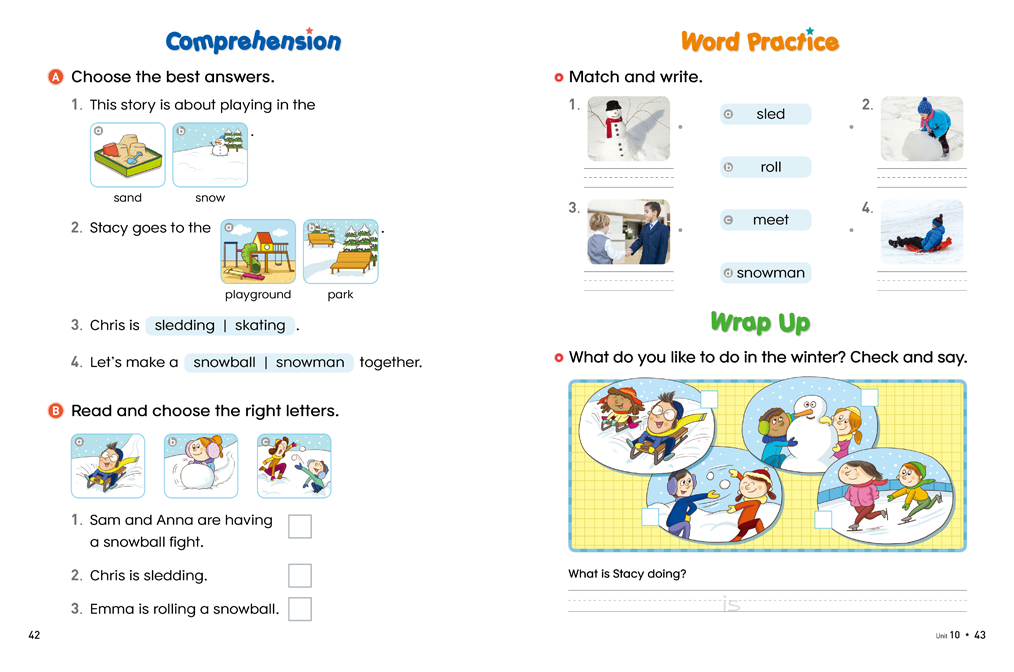 Comprehension
A Choose the best answers.
1. This story is about playing in the
a b .
sand snow
2. Stacy goes to the a b .
playground park
3. Chris is sledding | skating .
4. Let's make a snowball | snowman together.
B Read and choose the right letters.
a b c
1. Sam and Anna are having
a snowball fight.
2. Chris is sledding.
3. Emma is rolling a snowball.
42
Word Practice
Match and write.
1. a sled 2.
b roll
3. c meet 4.
d snowman
Wrap Up
What do you like to do in the winter? Check and say.
What is Stacy doing?
is
Unit 10 • 43